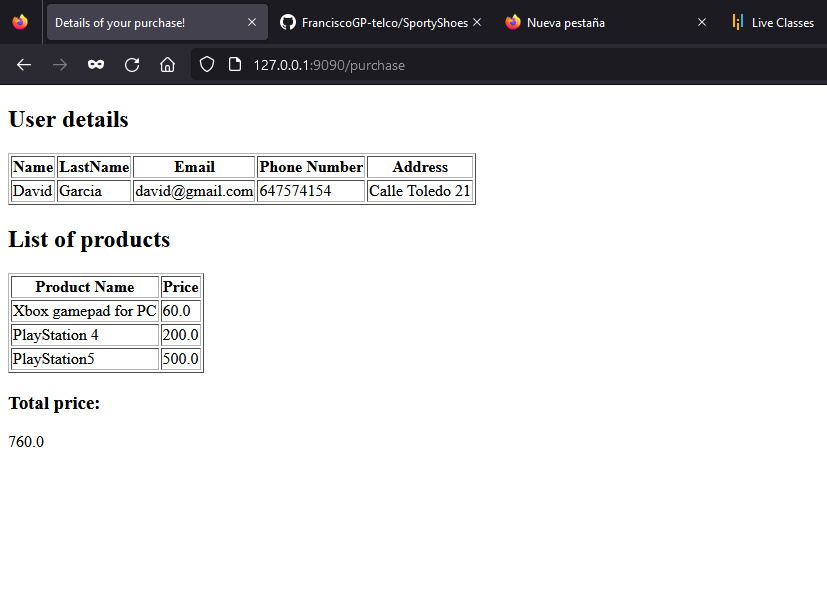 Details of your purchase! FranciscoGP-telco/SportyShoes Nueva pestaña Live Classes
127.0.0.1:9090/purchase
User details
Name LastName Email Phone Number Address
David Garcia david@gmail.com 647574154 Calle Toledo 21
List of products
Product Name Price
Xbox gamepad for PC 60.0
PlayStation 4 200.0
PlayStation5 500.0
Total price:
760.0